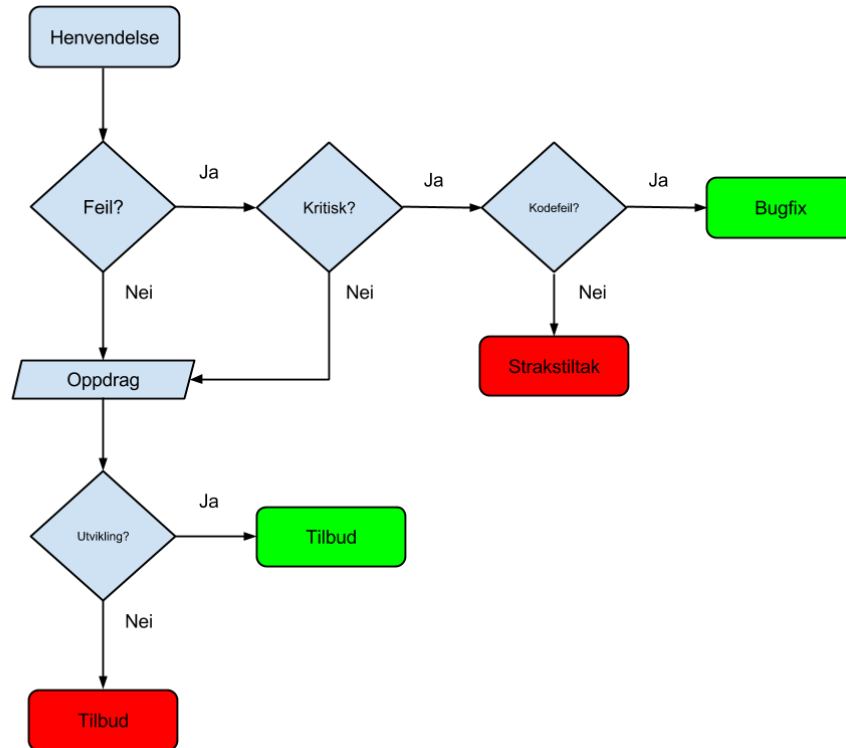 Henvendelse
Feil?
Ja
Kritisk?
Ja
Kodefeil?
Ja
Bugfix
Nei
Nei
Nei
Strakstiltak
Oppdrag
Utvikling?
Ja
Tilbud
Nei
Tilbud